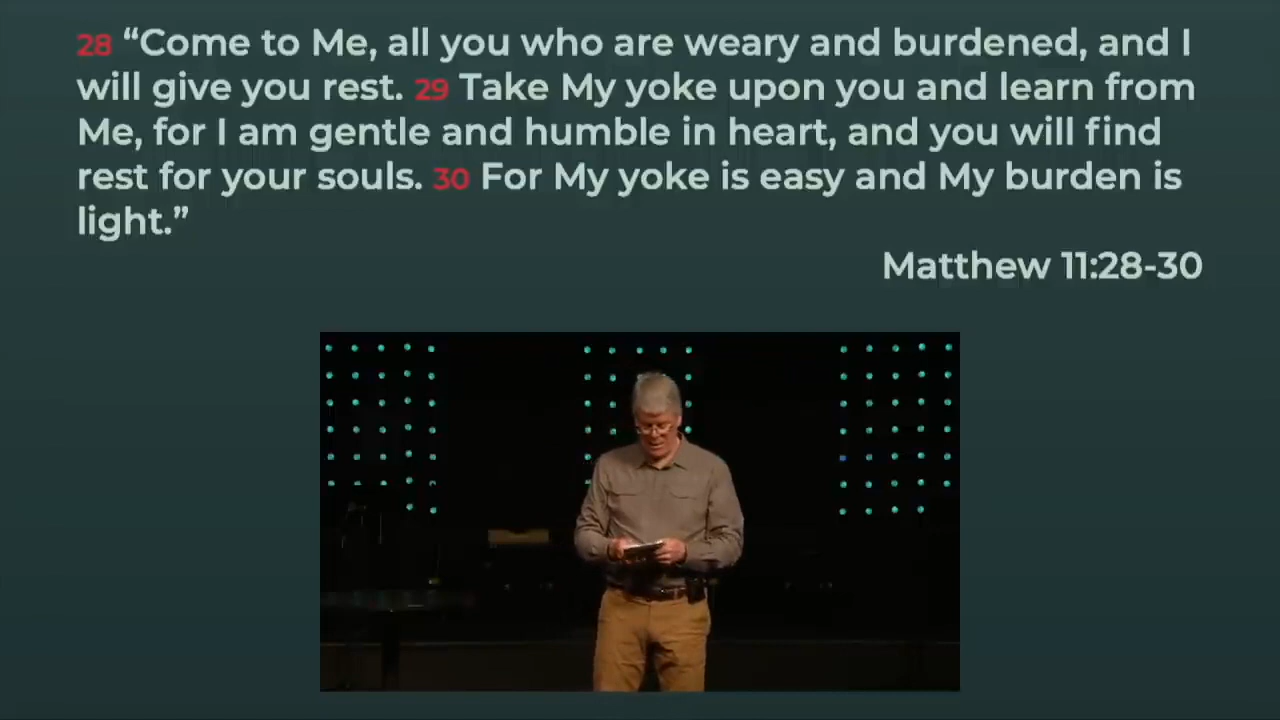 28 “Come to Me, all you who are weary and burdened, and I
will give you rest. 29 Take My yoke upon you and learn from
Me, for I am gentle and humble in heart, and you will find
rest for your souls. 30 For My yoke is easy and My burden is
light.”
Matthew 11:28-30